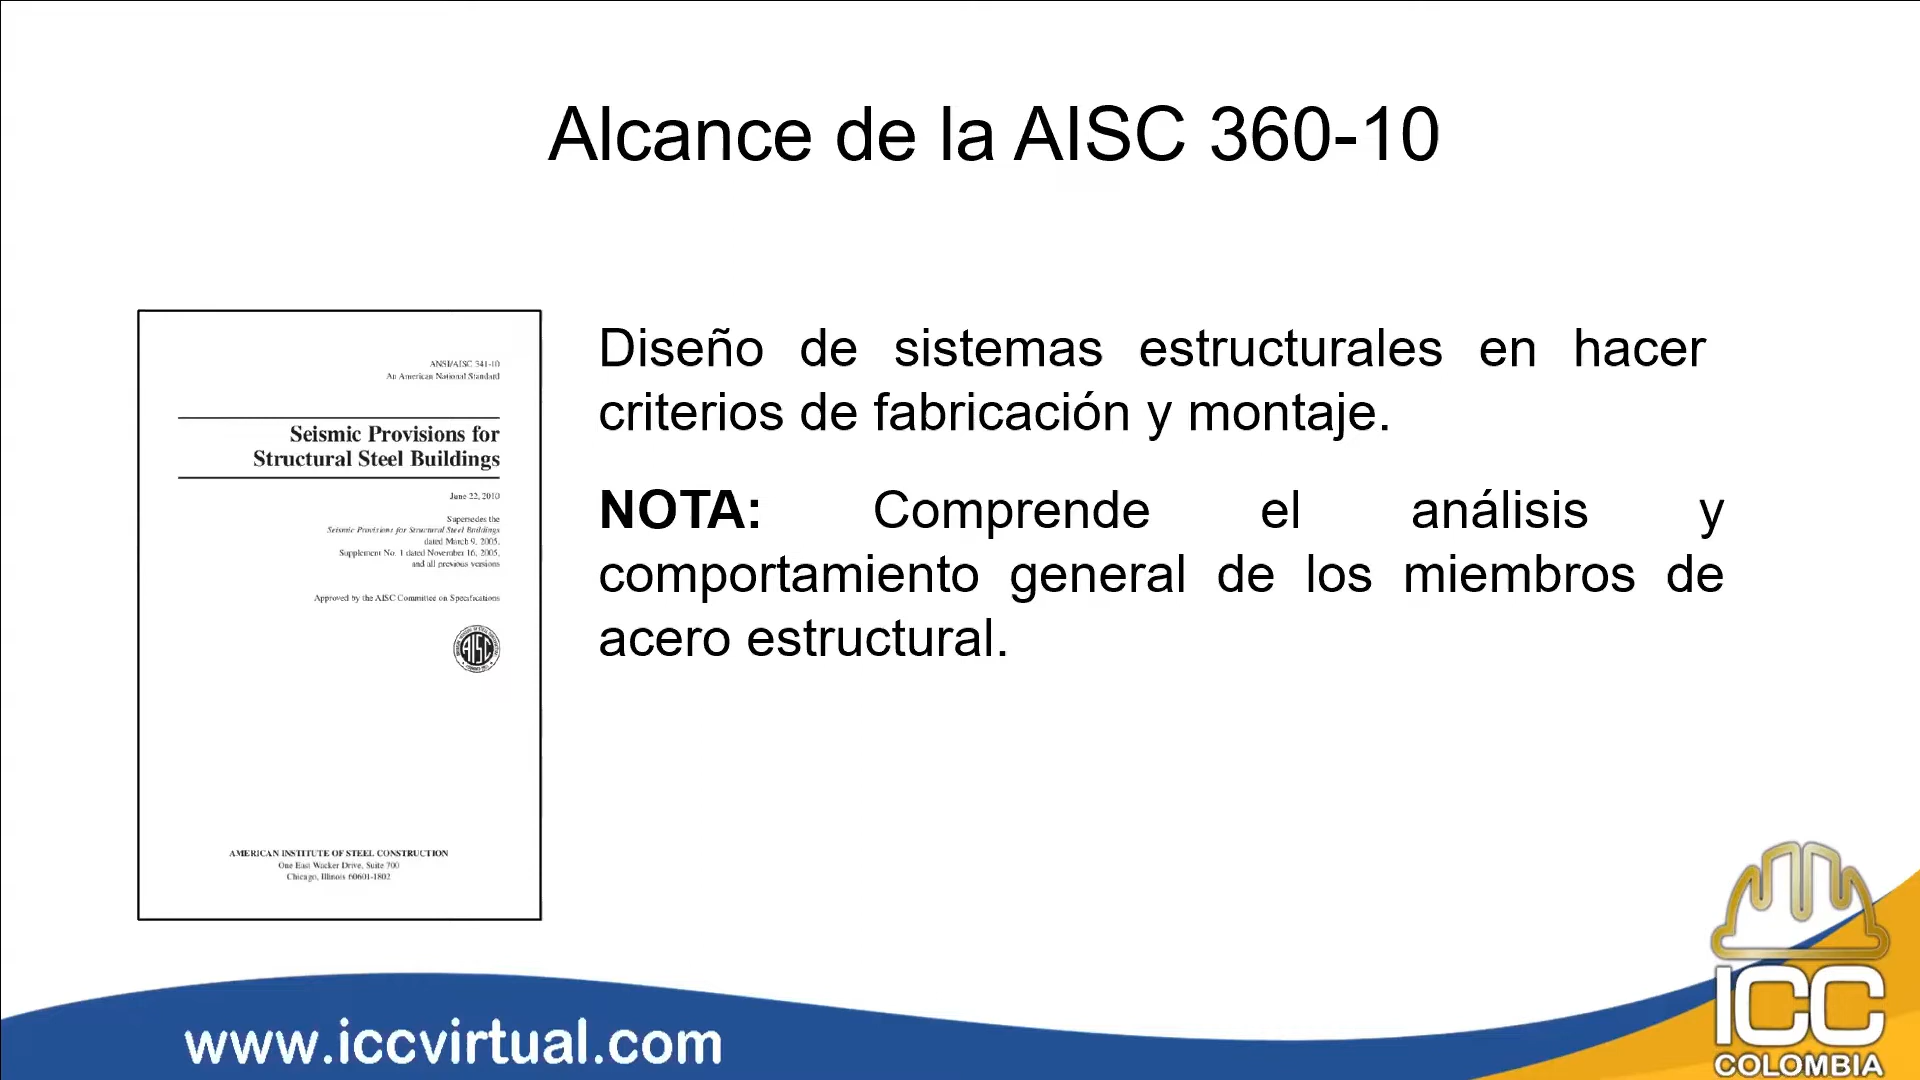 Alcance de la AISC 360-10
ANSI/AISC 341-10
An American National Standard
Seismic Provisions for
Structural Steel Buildings
June 22, 2010
Supersedes the
Seismic Provisions for Structural Steel Buildings
dated March 9, 2005,
Supplement No. 1 dated November 16, 2005,
and all previous versions
Approved by the AISC Committee on Specifications
AISC
AMERICAN INSTITUTE OF STEEL CONSTRUCTION
One East Wacker Drive, Suite 700
Chicago, Illinois 60601-1802
Diseño de sistemas estructurales en hacer
criterios de fabricación y montaje.
NOTA: Comprende el análisis y
comportamiento general de los miembros de
acero estructural.
www.iccvirtual.com
ICC
COLOMBIA